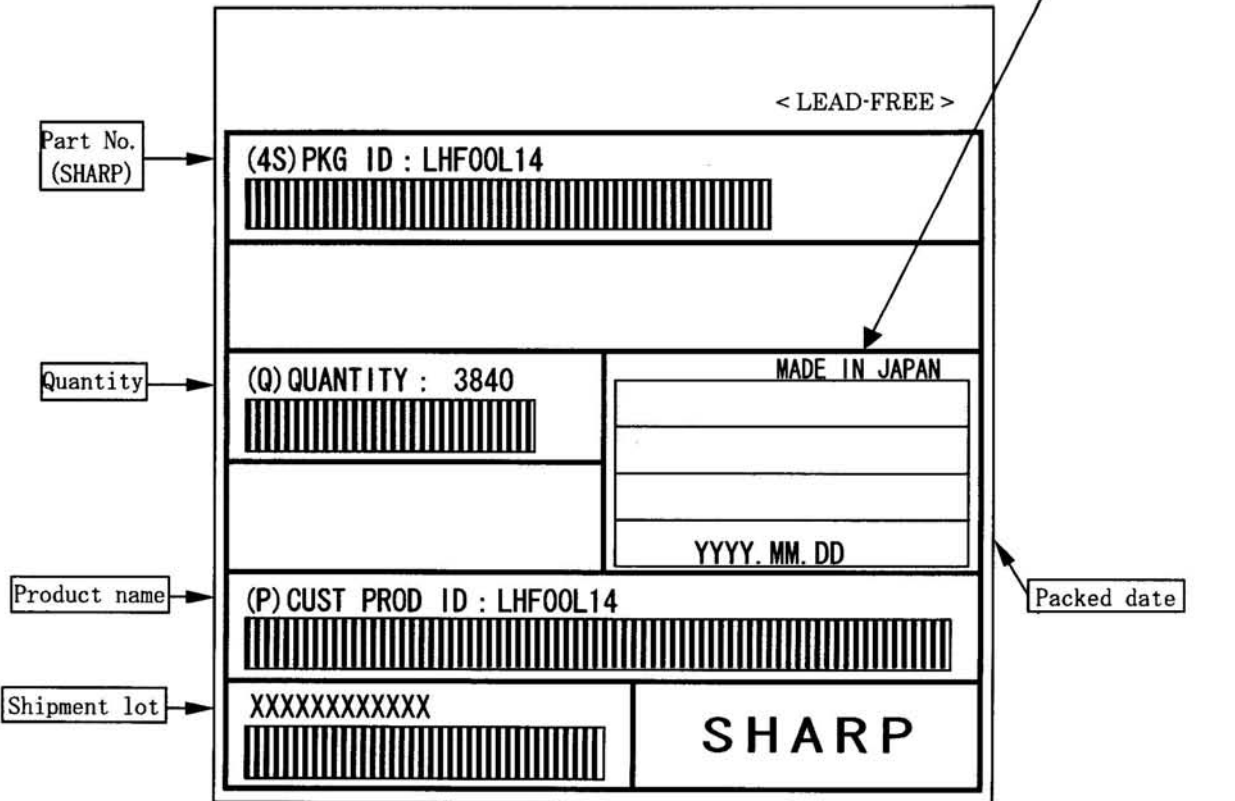 < LEAD-FREE >
Part No.
(SHARP)
(4S) PKG ID : LHF00L14
Quantity
(Q) QUANTITY : 3840
MADE IN JAPAN
YYYY. MM. DD
Product name
(P) CUST PROD ID : LHF00L14
Packed date
Shipment lot
XXXXXXXXXXXX
SHARP